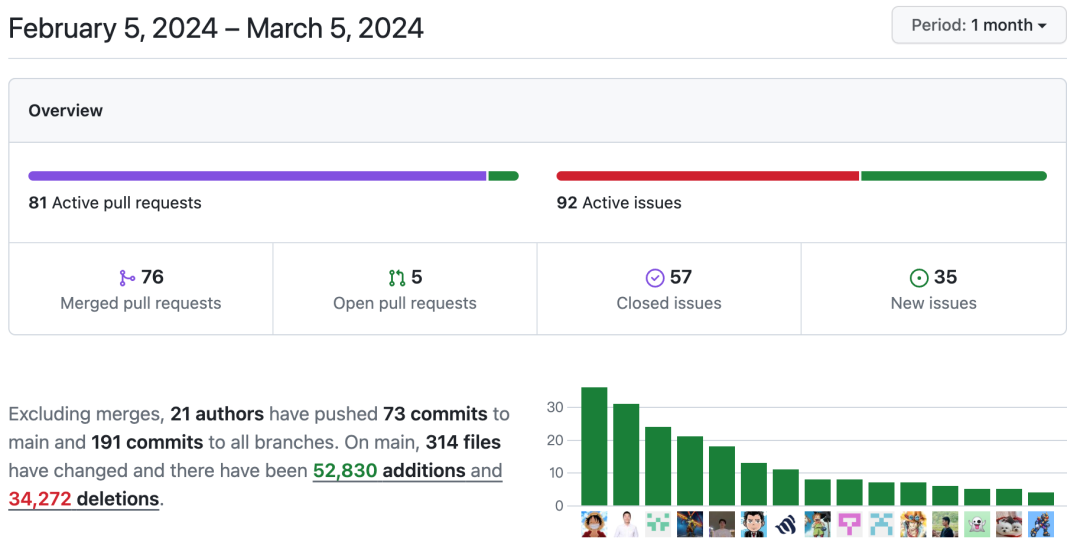 February 5, 2024 – March 5, 2024
Period: 1 month
Overview
81 Active pull requests
92 Active issues
76
Merged pull requests
5
Open pull requests
57
Closed issues
35
New issues
Excluding merges, 21 authors have pushed 73 commits to
main and 191 commits to all branches. On main, 314 files
have changed and there have been 52,830 additions and
34,272 deletions.
30
20
10
0